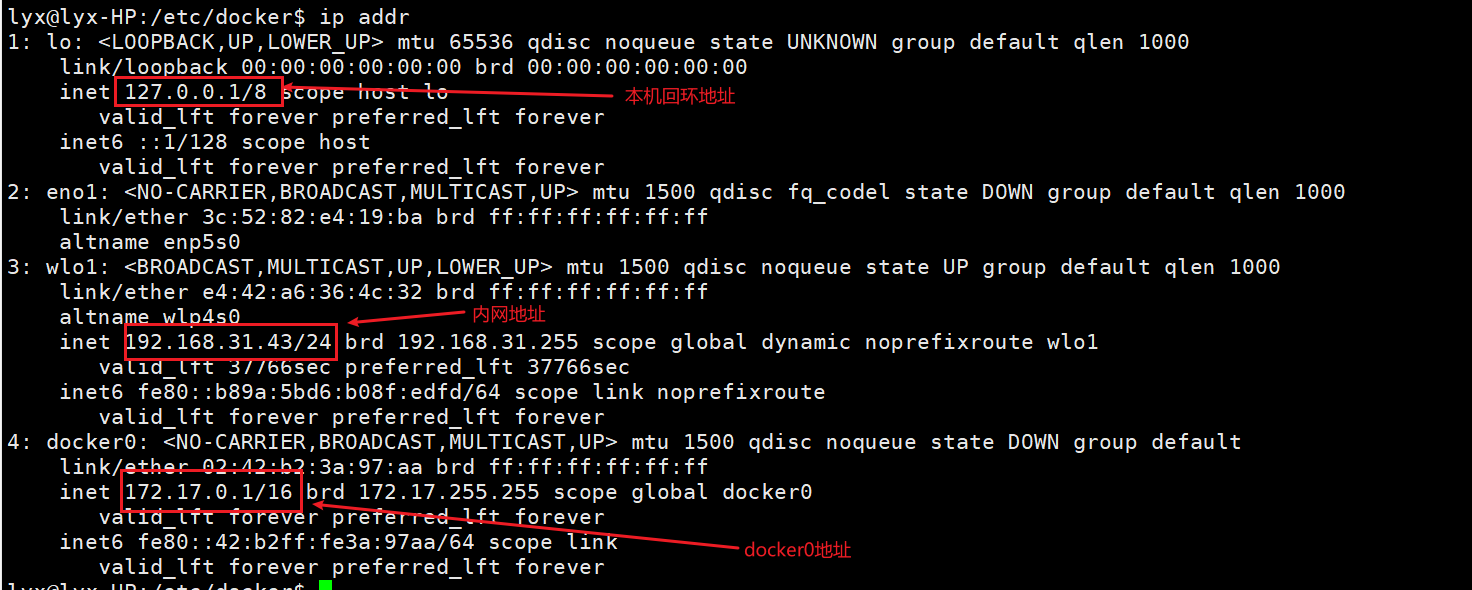 lyx@lyx-HP:/etc/docker$ ip addr
1: lo: <LOOPBACK,UP,LOWER_UP> mtu 65536 qdisc noqueue state UNKNOWN group default qlen 1000
link/loopback 00:00:00:00:00:00 brd 00:00:00:00:00:00
inet 127.0.0.1/8 scope host lo
本机回环地址
valid_lft forever preferred_lft forever
inet6 ::1/128 scope host
valid_lft forever preferred_lft forever
2: eno1: <NO-CARRIER,BROADCAST,MULTICAST,UP> mtu 1500 qdisc fq_codel state DOWN group default qlen 1000
link/ether 3c:52:82:e4:19:ba brd ff:ff:ff:ff:ff:ff
altname enp5s0
3: wlo1: <BROADCAST,MULTICAST,UP,LOWER_UP> mtu 1500 qdisc noqueue state UP group default qlen 1000
link/ether e4:42:a6:36:4c:32 brd ff:ff:ff:ff:ff:ff
altname wlp4s0
内网地址
inet 192.168.31.43/24 brd 192.168.31.255 scope global dynamic noprefixroute wlo1
valid_lft 37766sec preferred_lft 37766sec
inet6 fe80::b89a:5bd6:b08f:edfd/64 scope link noprefixroute
valid_lft forever preferred_lft forever
4: docker0: <NO-CARRIER,BROADCAST,MULTICAST,UP> mtu 1500 qdisc noqueue state DOWN group default
link/ether 02:42:b2:3a:97:aa brd ff:ff:ff:ff:ff:ff
inet 172.17.0.1/16 brd 172.17.255.255 scope global docker0
valid_lft forever preferred_lft forever
inet6 fe80::42:b2ff:fe3a:97aa/64 scope link
docker0地址
valid_lft forever preferred_lft forever
lyx@lyx-HP:/etc/docker$